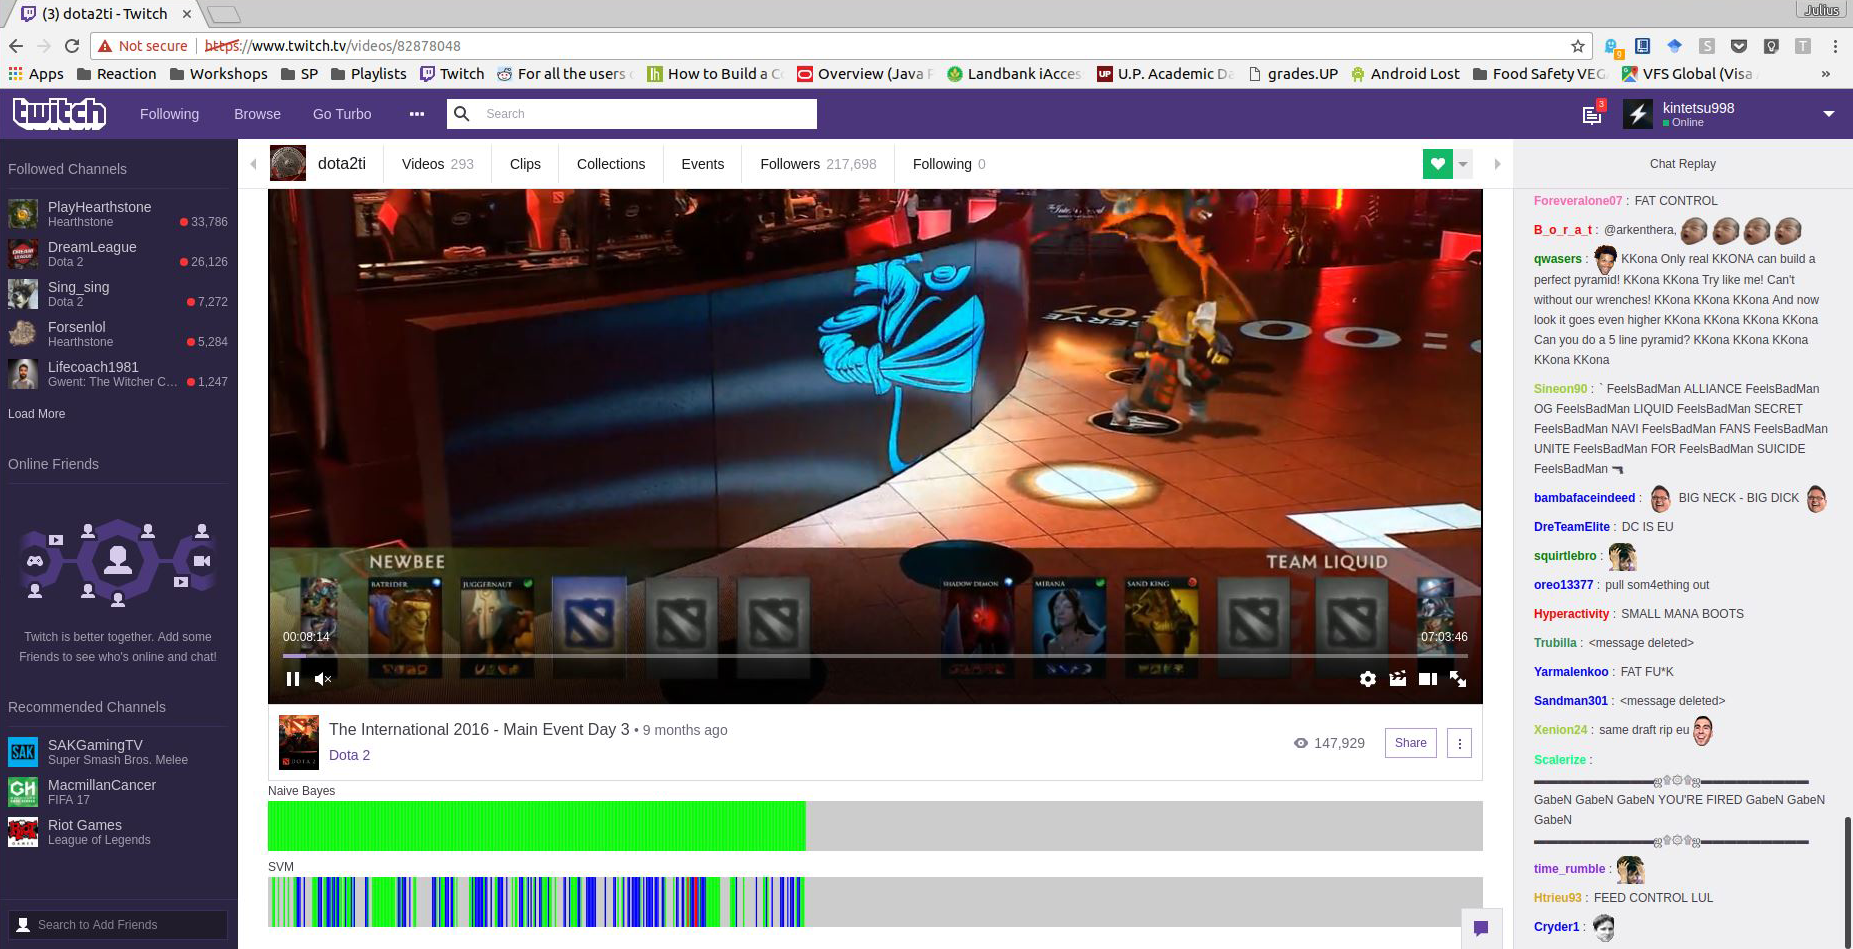 (3) dota2ti - Twitch
Julius
Not secure
https://www.twitch.tv/videos/82878048
9
S
T
Apps
Reaction
Workshops
SP
Playlists
Twitch
For all the users
How to Build a C
Overview (Java
Landbank iAcces
U.P. Academic
grades.UP
Android Lost
Food Safety VEG
VFS Global (Visa
»
twitch
Following
Browse
Go Turbo
Search
3
kintetsu998
Online
Followed Channels
PlayHearthstone
Hearthstone
33,786
DreamLeague
Dota 2
26,126
Sing_sing
Dota 2
7,272
Forsenlol
Hearthstone
5,284
Lifecoach1981
Gwent: The Witcher C...
1,247
Load More
Online Friends
Twitch is better together. Add some
Friends to see who's online and chat!
Recommended Channels
SAK
SAKGamingTV
Super Smash Bros. Melee
MacmillanCancer
FIFA 17
Riot Games
League of Legends
Search to Add Friends
dota2ti
Videos 293
Clips
Collections
Events
Followers 217,698
Following 0
NEWBEE
TEAM LIQUID
BATRIDER
JUGGERNAUT
SHADOW DEMON
MIRANA
SAND KING
00:08:14
07:03:46
The International 2016 - Main Event Day 3 • 9 months ago
Dota 2
147,929
Share
Naive Bayes
SVM
Chat Replay
Foreveralone07 : FAT CONTROL
B_o_r_a_t : @arkenthera,
qwasers : KKona Only real KKONA can build a
perfect pyramid! KKona KKona Try like me! Can't
without our wrenches! KKona KKona KKona And now
look it goes even higher KKona KKona KKona KKona
Can you do a 5 line pyramid? KKona KKona KKona
KKona KKona
Sineon90 : ` FeelsBadMan ALLIANCE FeelsBadMan
OG FeelsBadMan LIQUID FeelsBadMan SECRET
FeelsBadMan NAVI FeelsBadMan FANS FeelsBadMan
UNITE FeelsBadMan FOR FeelsBadMan SUICIDE
FeelsBadMan
bambafaceindeed : BIG NECK - BIG DICK
DreTeamElite : DC IS EU
squirtlebro :
oreo13377 : pull som4ething out
Hyperactivity : SMALL MANA BOOTS
Trubilla : <message deleted>
Yarmalenkoo : FAT FU*K
Sandman301 : <message deleted>
Xenion24 : same draft rip eu
Scalerize :
▬▬▬▬▬▬▬▬▬▬ஜ۩۞۩ஜ▬▬▬▬▬▬▬▬▬
GabeN GabeN GabeN YOU'RE FIRED GabeN GabeN
GabeN
▬▬▬▬▬▬▬▬▬▬ஜ۩۞۩ஜ▬▬▬▬▬▬▬▬▬
time_rumble :
Htrieu93 : FEED CONTROL LUL
Cryder1 :